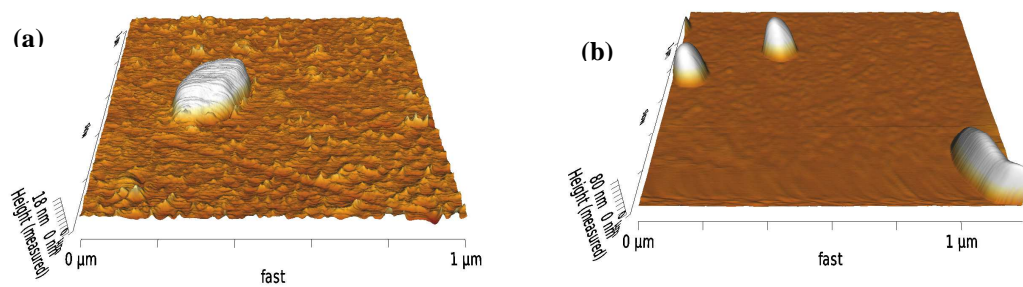 (a)
18 nm
0 nm
Height (measured)
0 µm
1 µm
fast
(b)
80 nm
0 nm
Height (measured)
0 µm
1 µm
fast